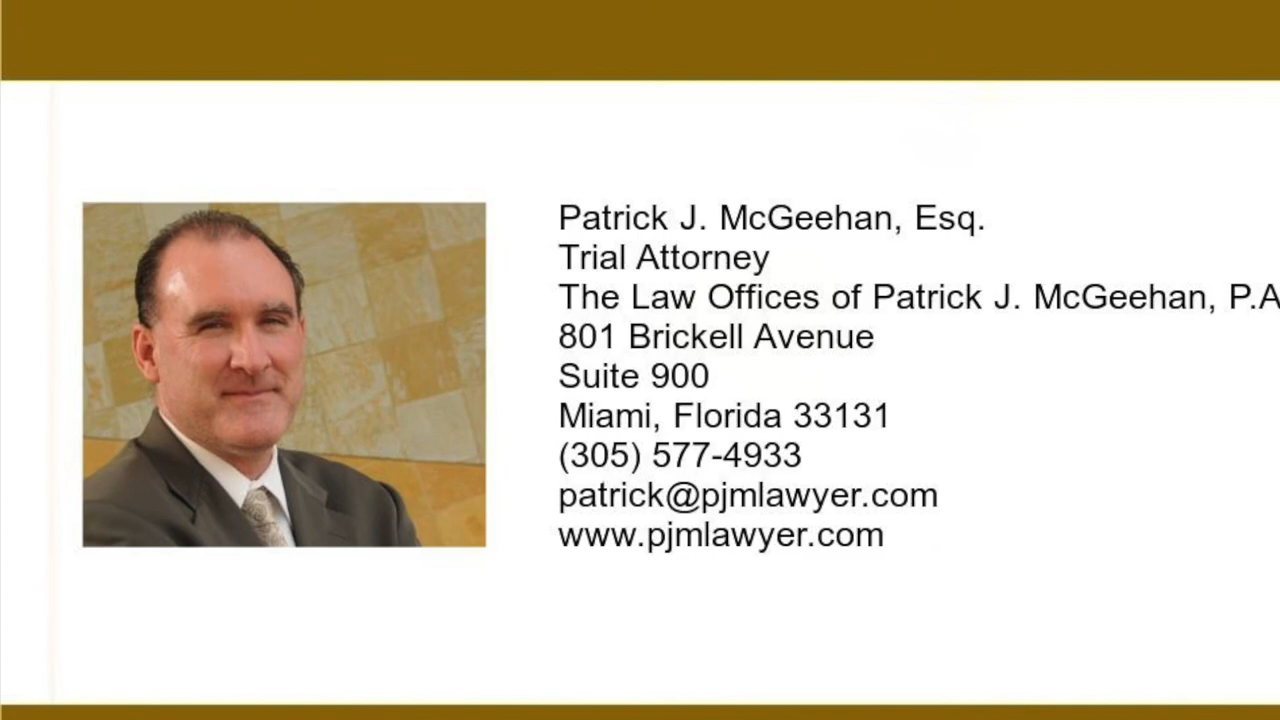 Patrick J. McGeehan, Esq.
Trial Attorney
The Law Offices of Patrick J. McGeehan, P.A
801 Brickell Avenue
Suite 900
Miami, Florida 33131
(305) 577-4933
patrick@pjmlawyer.com
www.pjmlawyer.com